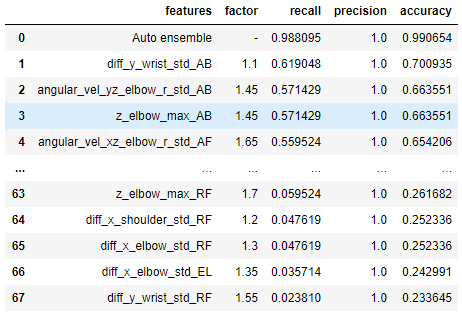 features factor recall precision accuracy
0 Auto ensemble - 0.988095 1.0 0.990654
1 diff_y_wrist_std_AB 1.1 0.619048 1.0 0.700935
2 angular_vel_yz_elbow_r_std_AB 1.45 0.571429 1.0 0.663551
3 z_elbow_max_AB 1.45 0.571429 1.0 0.663551
4 angular_vel_xz_elbow_r_std_AF 1.65 0.559524 1.0 0.654206
... ... ... ... ... ...
63 z_elbow_max_RF 1.7 0.059524 1.0 0.261682
64 diff_x_shoulder_std_RF 1.2 0.047619 1.0 0.252336
65 diff_x_elbow_std_RF 1.3 0.047619 1.0 0.252336
66 diff_x_elbow_std_EL 1.35 0.035714 1.0 0.242991
67 diff_y_wrist_std_RF 1.55 0.023810 1.0 0.233645